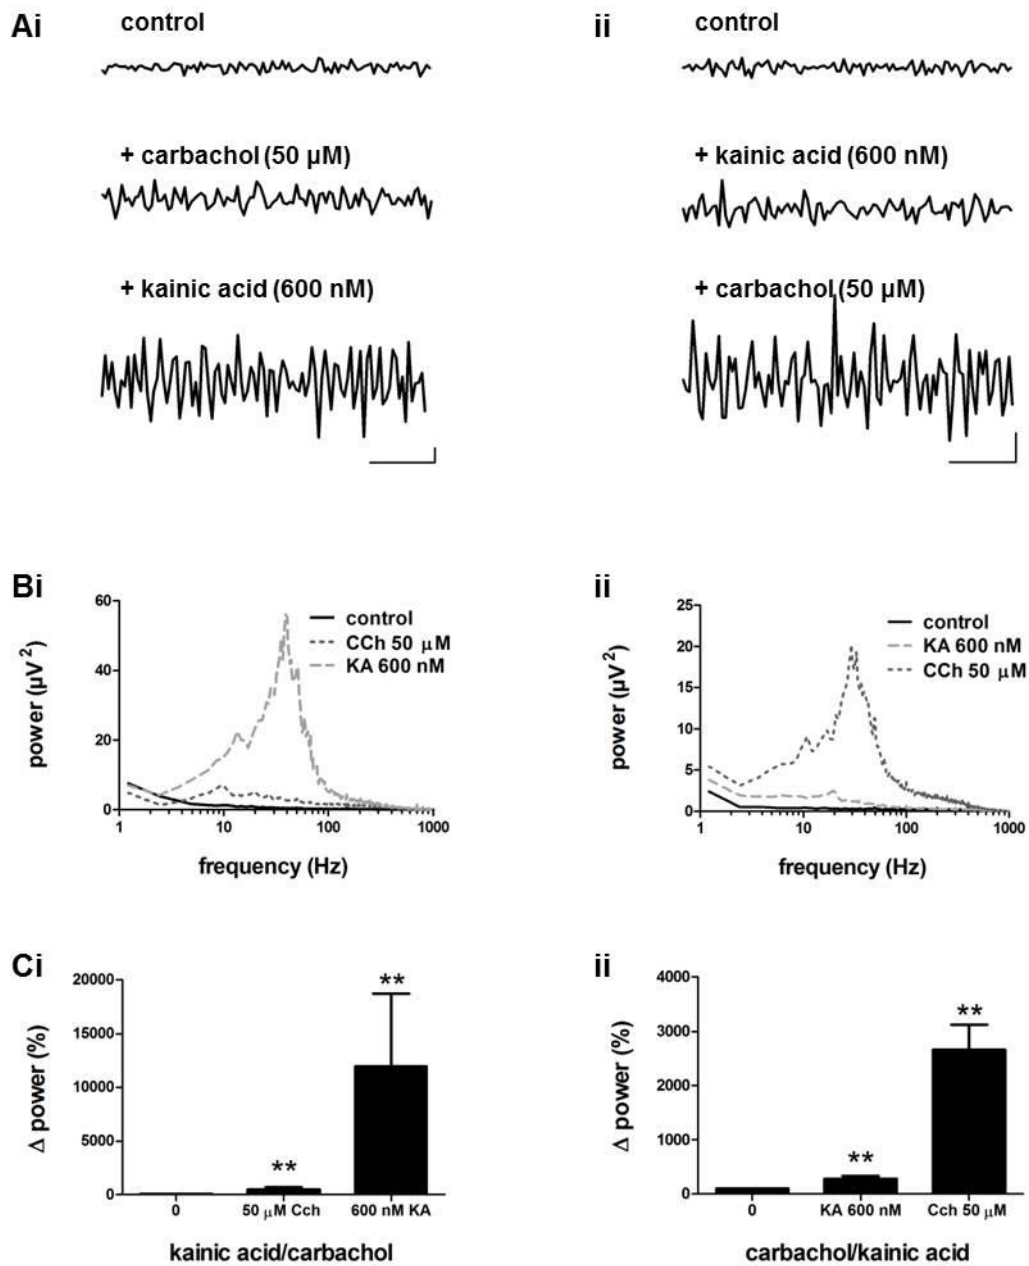 Ai
control
+ carbachol (50 µM)
+ kainic acid (600 nM)
ii
control
+ kainic acid (600 nM)
+ carbachol (50 µM)
Bi
power (µV²)
60
40
20
0
1
10
100
1000
frequency (Hz)
control
CCh 50 µM
KA 600 nM
ii
power (µV²)
25
20
15
10
5
0
1
10
100
1000
frequency (Hz)
control
KA 600 nM
CCh 50 µM
Ci
Δ power (%)
20000
15000
10000
5000
0
**
**
0
50 µM Cch
600 nM KA
kainic acid/carbachol
ii
Δ power (%)
4000
3000
2000
1000
0
**
**
0
KA 600 nM
Cch 50 µM
carbachol/kainic acid